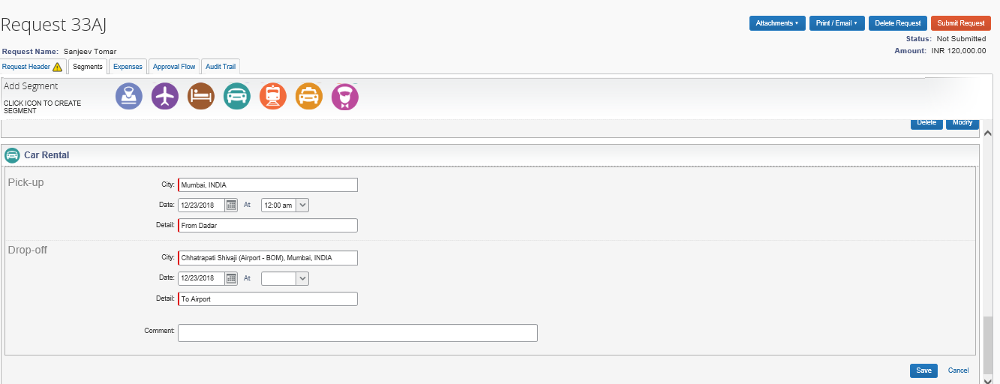 Request 33AJ
Attachments Print / Email Delete Request Submit Request
Status: Not Submitted
Request Name: Sanjeev Tomar
Amount: INR 120,000.00
Request Header Segments Expenses Approval Flow Audit Trail
Add Segment
CLICK ICON TO CREATE
SEGMENT
Delete Modify
Car Rental
Pick-up
City: Mumbai, INDIA
Date: 12/23/2018 At 12:00 am
Detail: From Dadar
Drop-off
City: Chhatrapati Shivaji (Airport - BOM), Mumbai, INDIA
Date: 12/23/2018 At
Detail: To Airport
Comment:
Save Cancel